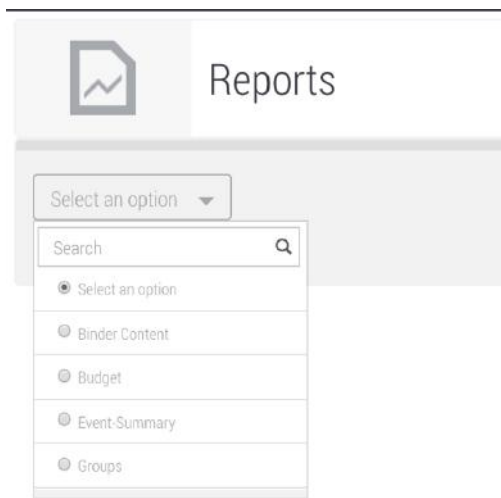 Reports
Select an option
Search
Select an option
Binder Content
Budget
Event-Summary
Groups